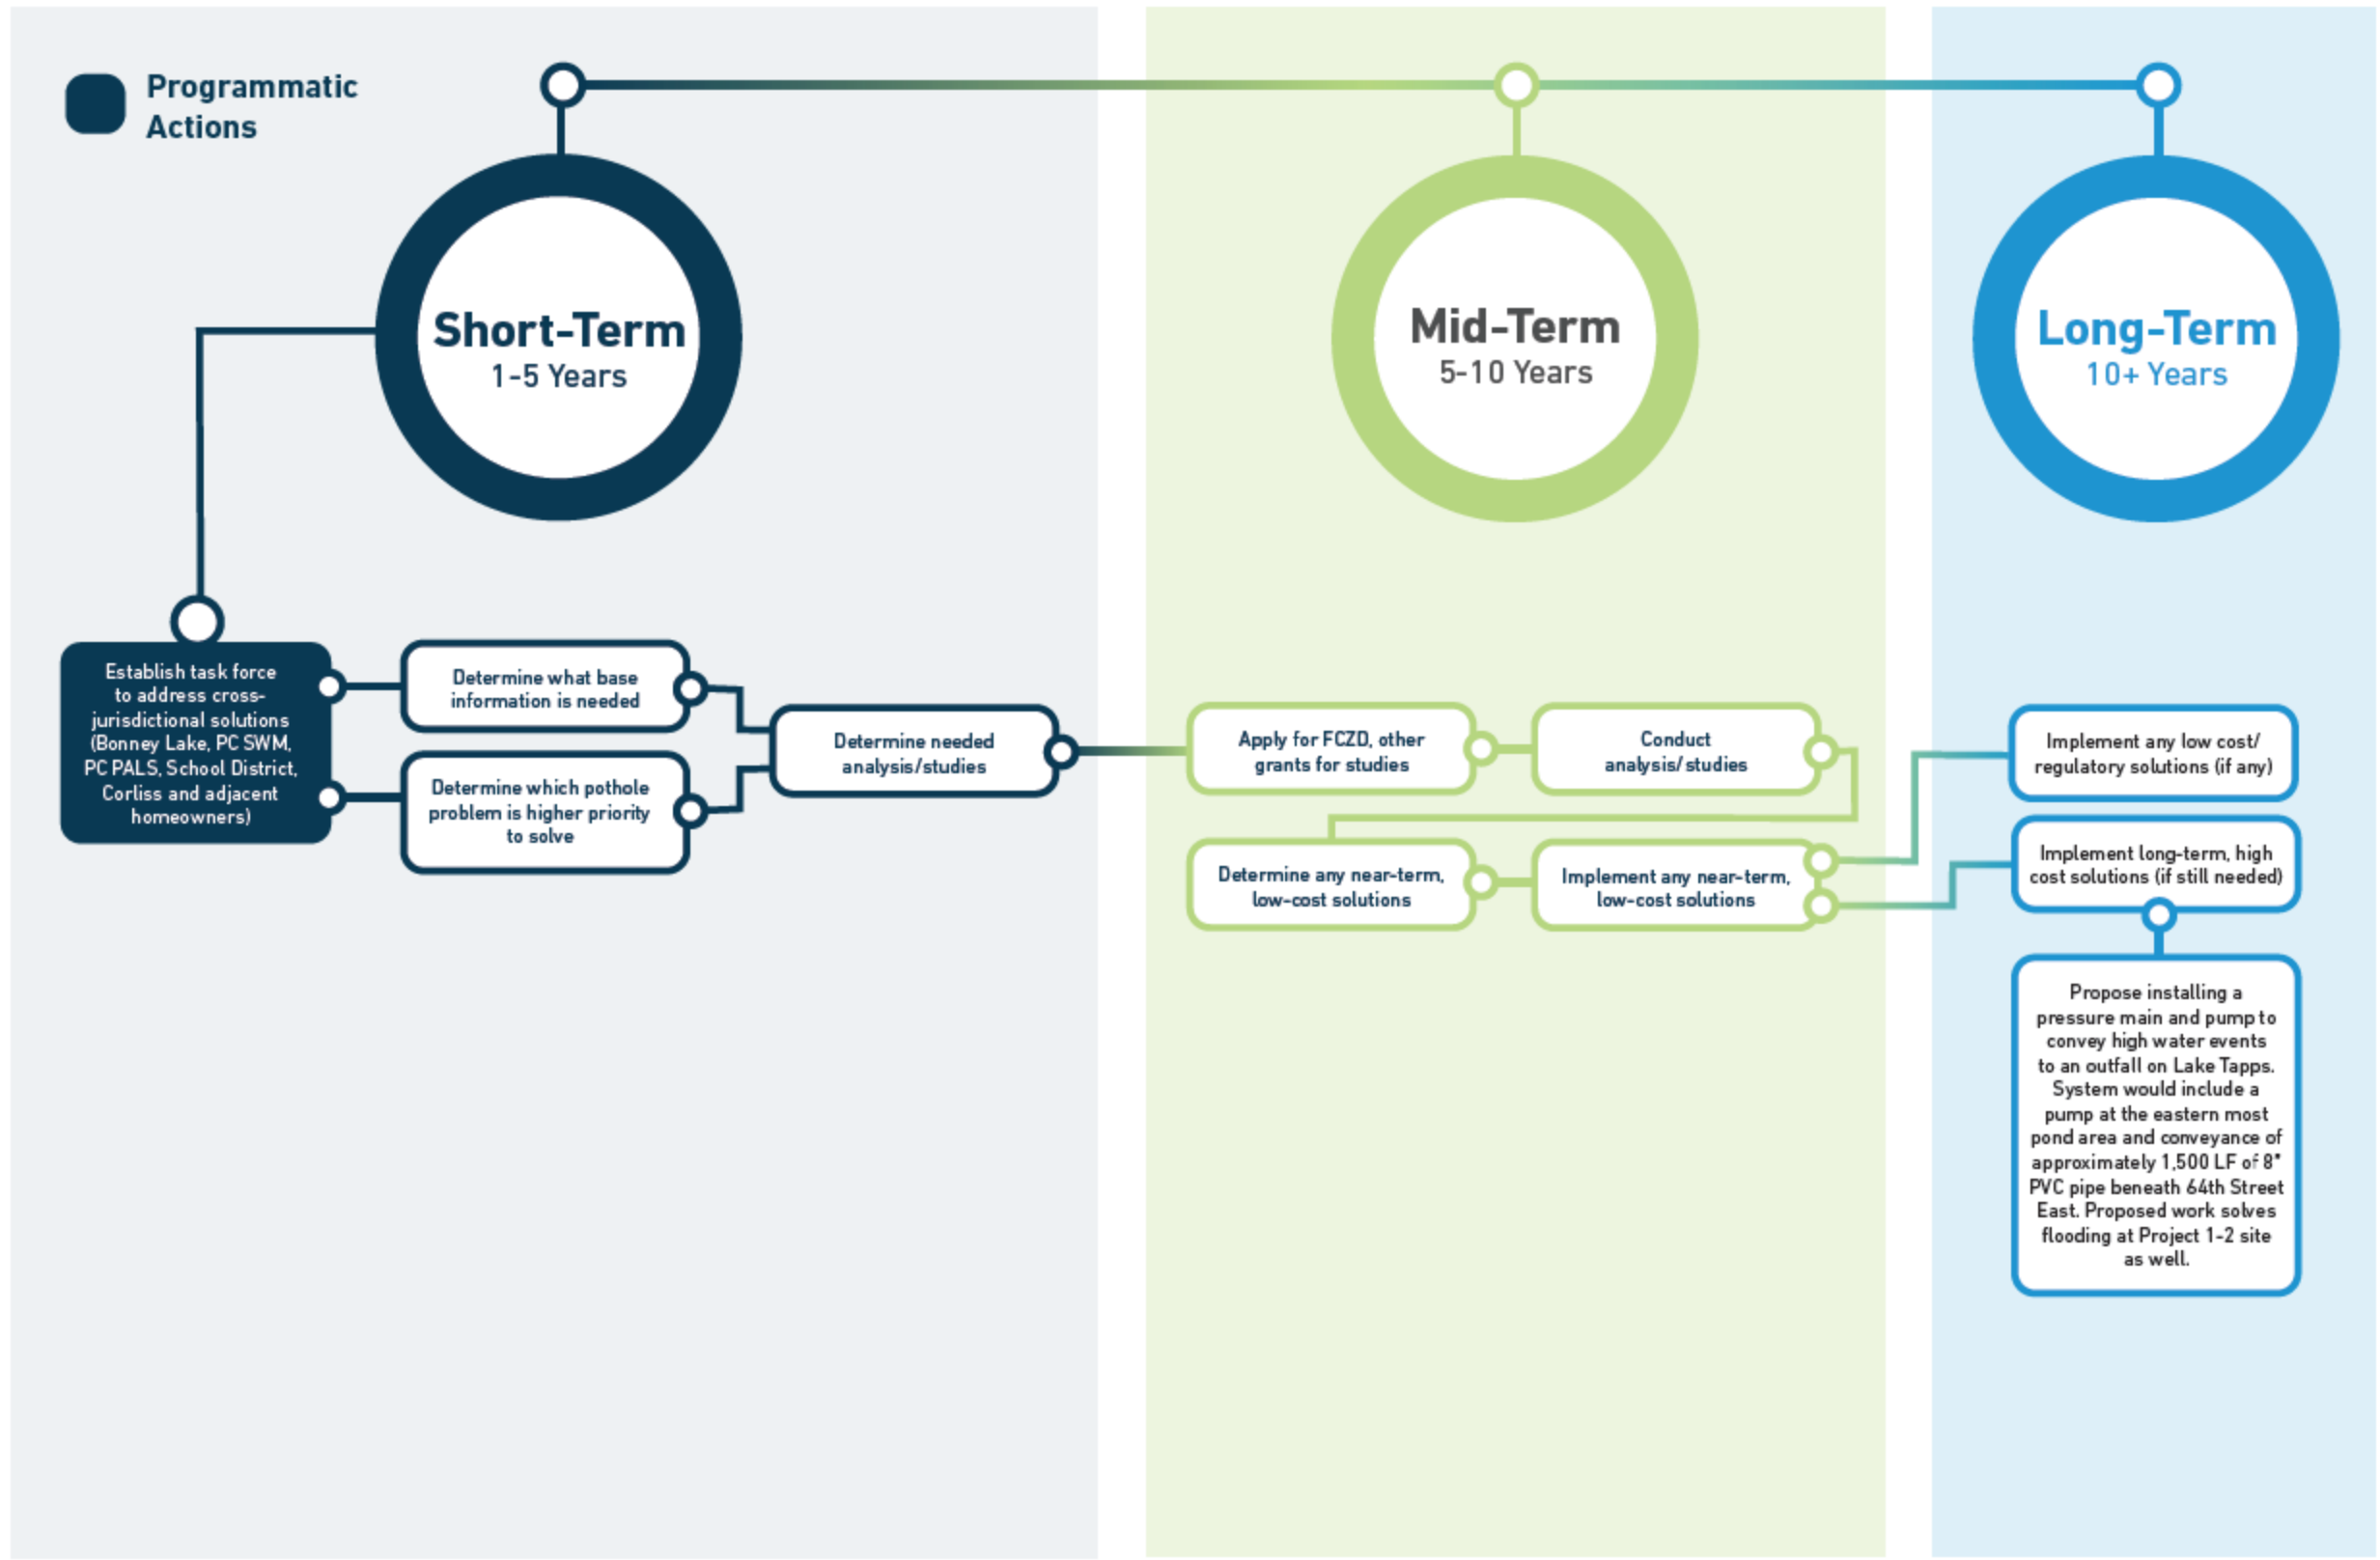 Programmatic
Actions
Short-Term
1-5 Years
Mid-Term
5-10 Years
Long-Term
10+ Years
Establish task force
to address cross-
jurisdictional solutions
(Bonney Lake, PC SWM,
PC PALS, School District,
Corliss and adjacent
homeowners)
Determine what base
information is needed
Determine which pothole
problem is higher priority
to solve
Determine needed
analysis/studies
Apply for FCZD, other
grants for studies
Conduct
analysis/studies
Determine any near-term,
low-cost solutions
Implement any near-term,
low-cost solutions
Implement any low cost/
regulatory solutions (if any)
Implement long-term, high
cost solutions (if still needed)
Propose installing a
pressure main and pump to
convey high water events
to an outfall on Lake Tapps.
System would include a
pump at the eastern most
pond area and conveyance of
approximately 1,500 LF of 8"
PVC pipe beneath 64th Street
East. Proposed work solves
flooding at Project 1-2 site
as well.